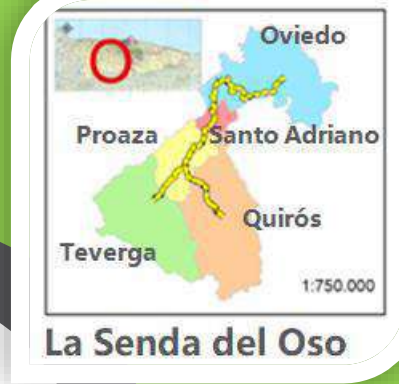 Oviedo
Proaza
Santo Adriano
Quirós
Teverga
1:750.000
La Senda del Oso